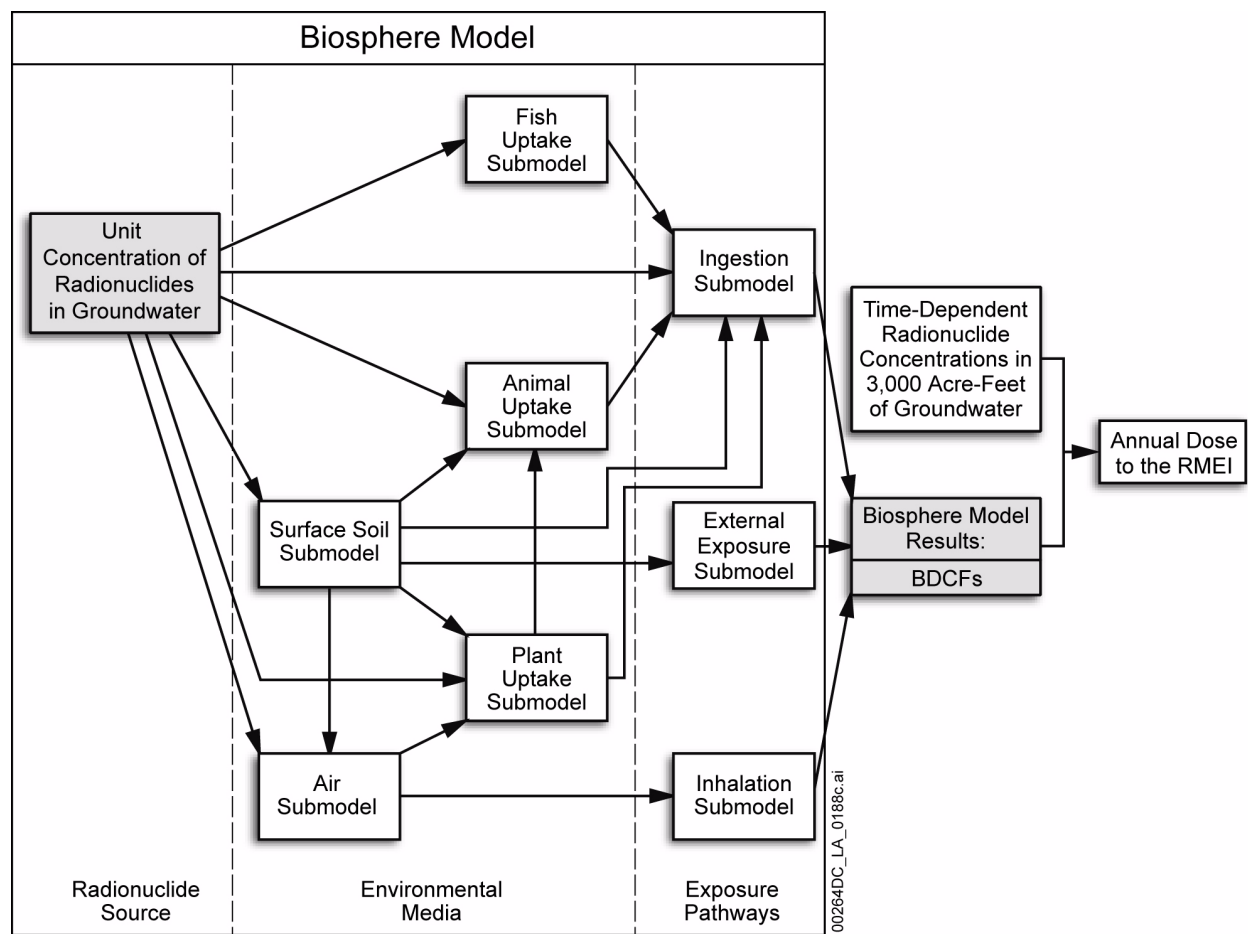 Biosphere Model
Fish
Uptake
Submodel
Unit
Concentration of
Radionuclides
in Groundwater
Ingestion
Submodel
Time-Dependent
Radionuclide
Concentrations in
3,000 Acre-Feet
of Groundwater
Animal
Uptake
Submodel
Annual Dose
to the RMEI
Surface Soil
Submodel
External
Exposure
Submodel
Biosphere Model
Results:
BDCFs
Plant
Uptake
Submodel
Air
Submodel
Inhalation
Submodel
00264DC_LA_0188c.ai
Radionuclide
Source
Environmental
Media
Exposure
Pathways